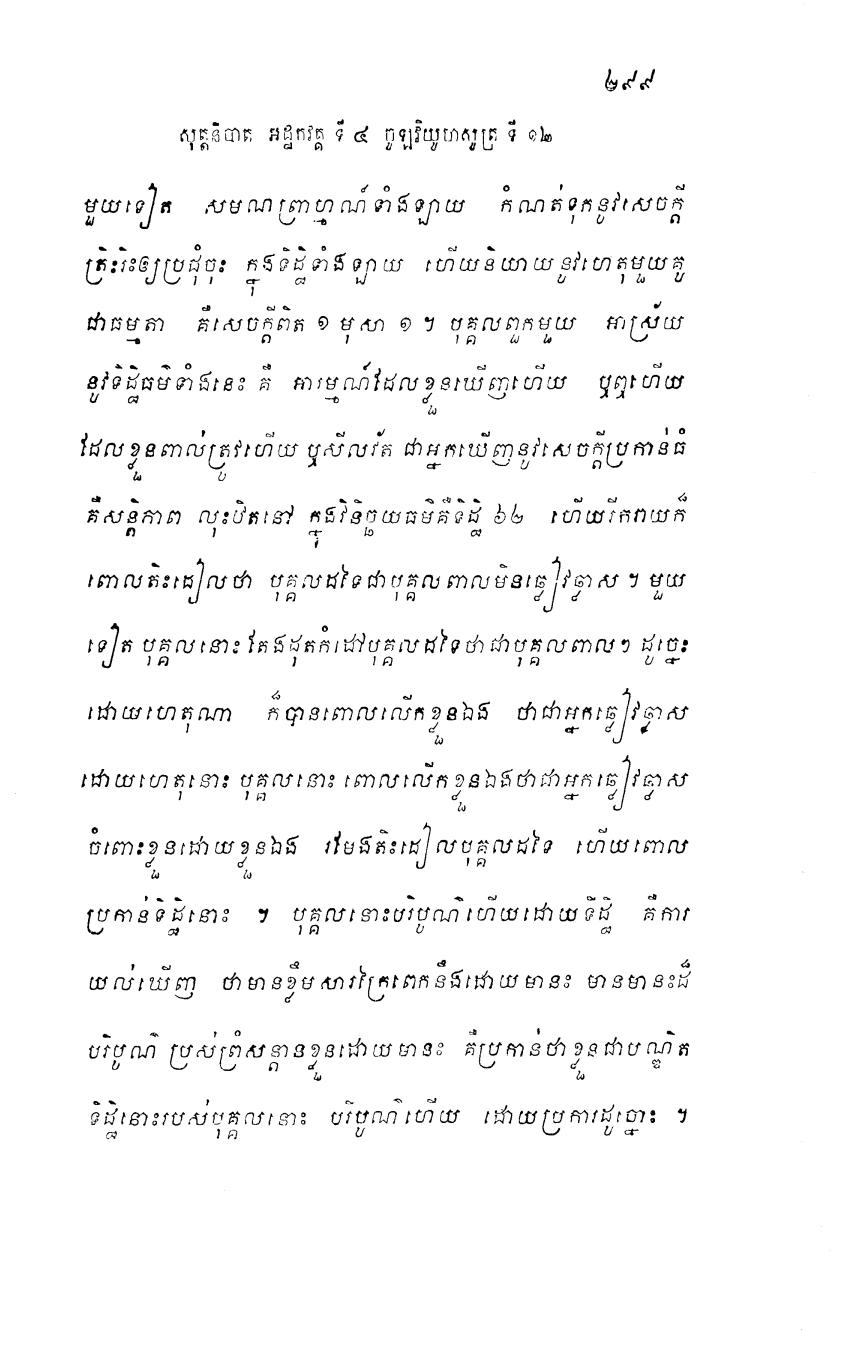 ២៩៩
សុត្តនិបាត អដ្ឋកវគ្គ ទី ៤ ចូឡវិយូហសូត្រ ទី ១២
មួយទៀត សមណព្រាហ្មណ៍ទាំងឡាយ កំណត់ទុកនូវសេចក្តី
ត្រិះរិះឲ្យប្រជុំចុះ ក្នុងទិដ្ឋិទាំងឡាយ ហើយនិយាយនូវហេតុមួយគូ
ជាធម្មតា គឺសេចក្តីពិត ១ មុសា ១ ។ បុគ្គលពួកមួយ អាស្រ័យ
នូវទិដ្ឋិធម៌ទាំងនេះ គឺ អារម្មណ៍ដែលខ្លួនឃើញហើយ ឬឮហើយ
ដែលខ្លួនពាល់ត្រូវហើយ ឬសីលវ័ត ជាអ្នកឃើញនូវសេចក្តីប្រកាន់ធំ
គឺសន្តិភាព លុះឋិតនៅ ក្នុងវិនិច្ឆយធម៌គឺទិដ្ឋិ ៦២ ហើយរីករាយក៏
ពោលតិះដៀលថា បុគ្គលដទៃជាបុគ្គលពាលមិនឆ្លៀវឆ្លាស ។ មួយ
ទៀត បុគ្គលនោះ តែងដុតកំដៅបុគ្គលដទៃថាជាបុគ្គលពាលៗ ដូច្នេះ
ដោយហេតុណា ក៏បានពោលលើកខ្លួនឯង ថាជាអ្នកឆ្លៀវឆ្លាស
ដោយហេតុនោះ បុគ្គលនោះ ពោលលើកខ្លួនឯងថាជាអ្នកឆ្លៀវឆ្លាស
ចំពោះខ្លួនដោយខ្លួនឯង រមែងតិះដៀលបុគ្គលដទៃ ហើយពោល
ប្រកាន់ទិដ្ឋិនោះ ។ បុគ្គលនោះបរិបូណ៌ហើយដោយទិដ្ឋិ គឺការ
យល់ឃើញ ថាមានខ្លឹមសារក្រៃពេកនឹងដោយមានះ មានមានះដ៏
បរិបូណ៌ ប្រស់ព្រំសន្តានខ្លួនដោយមានះ គឺប្រកាន់ថាខ្លួនជាបណ្ឌិត
ទិដ្ឋិនោះរបស់បុគ្គលនោះ បរិបូណ៌ហើយ ដោយប្រការដូច្នោះ ។